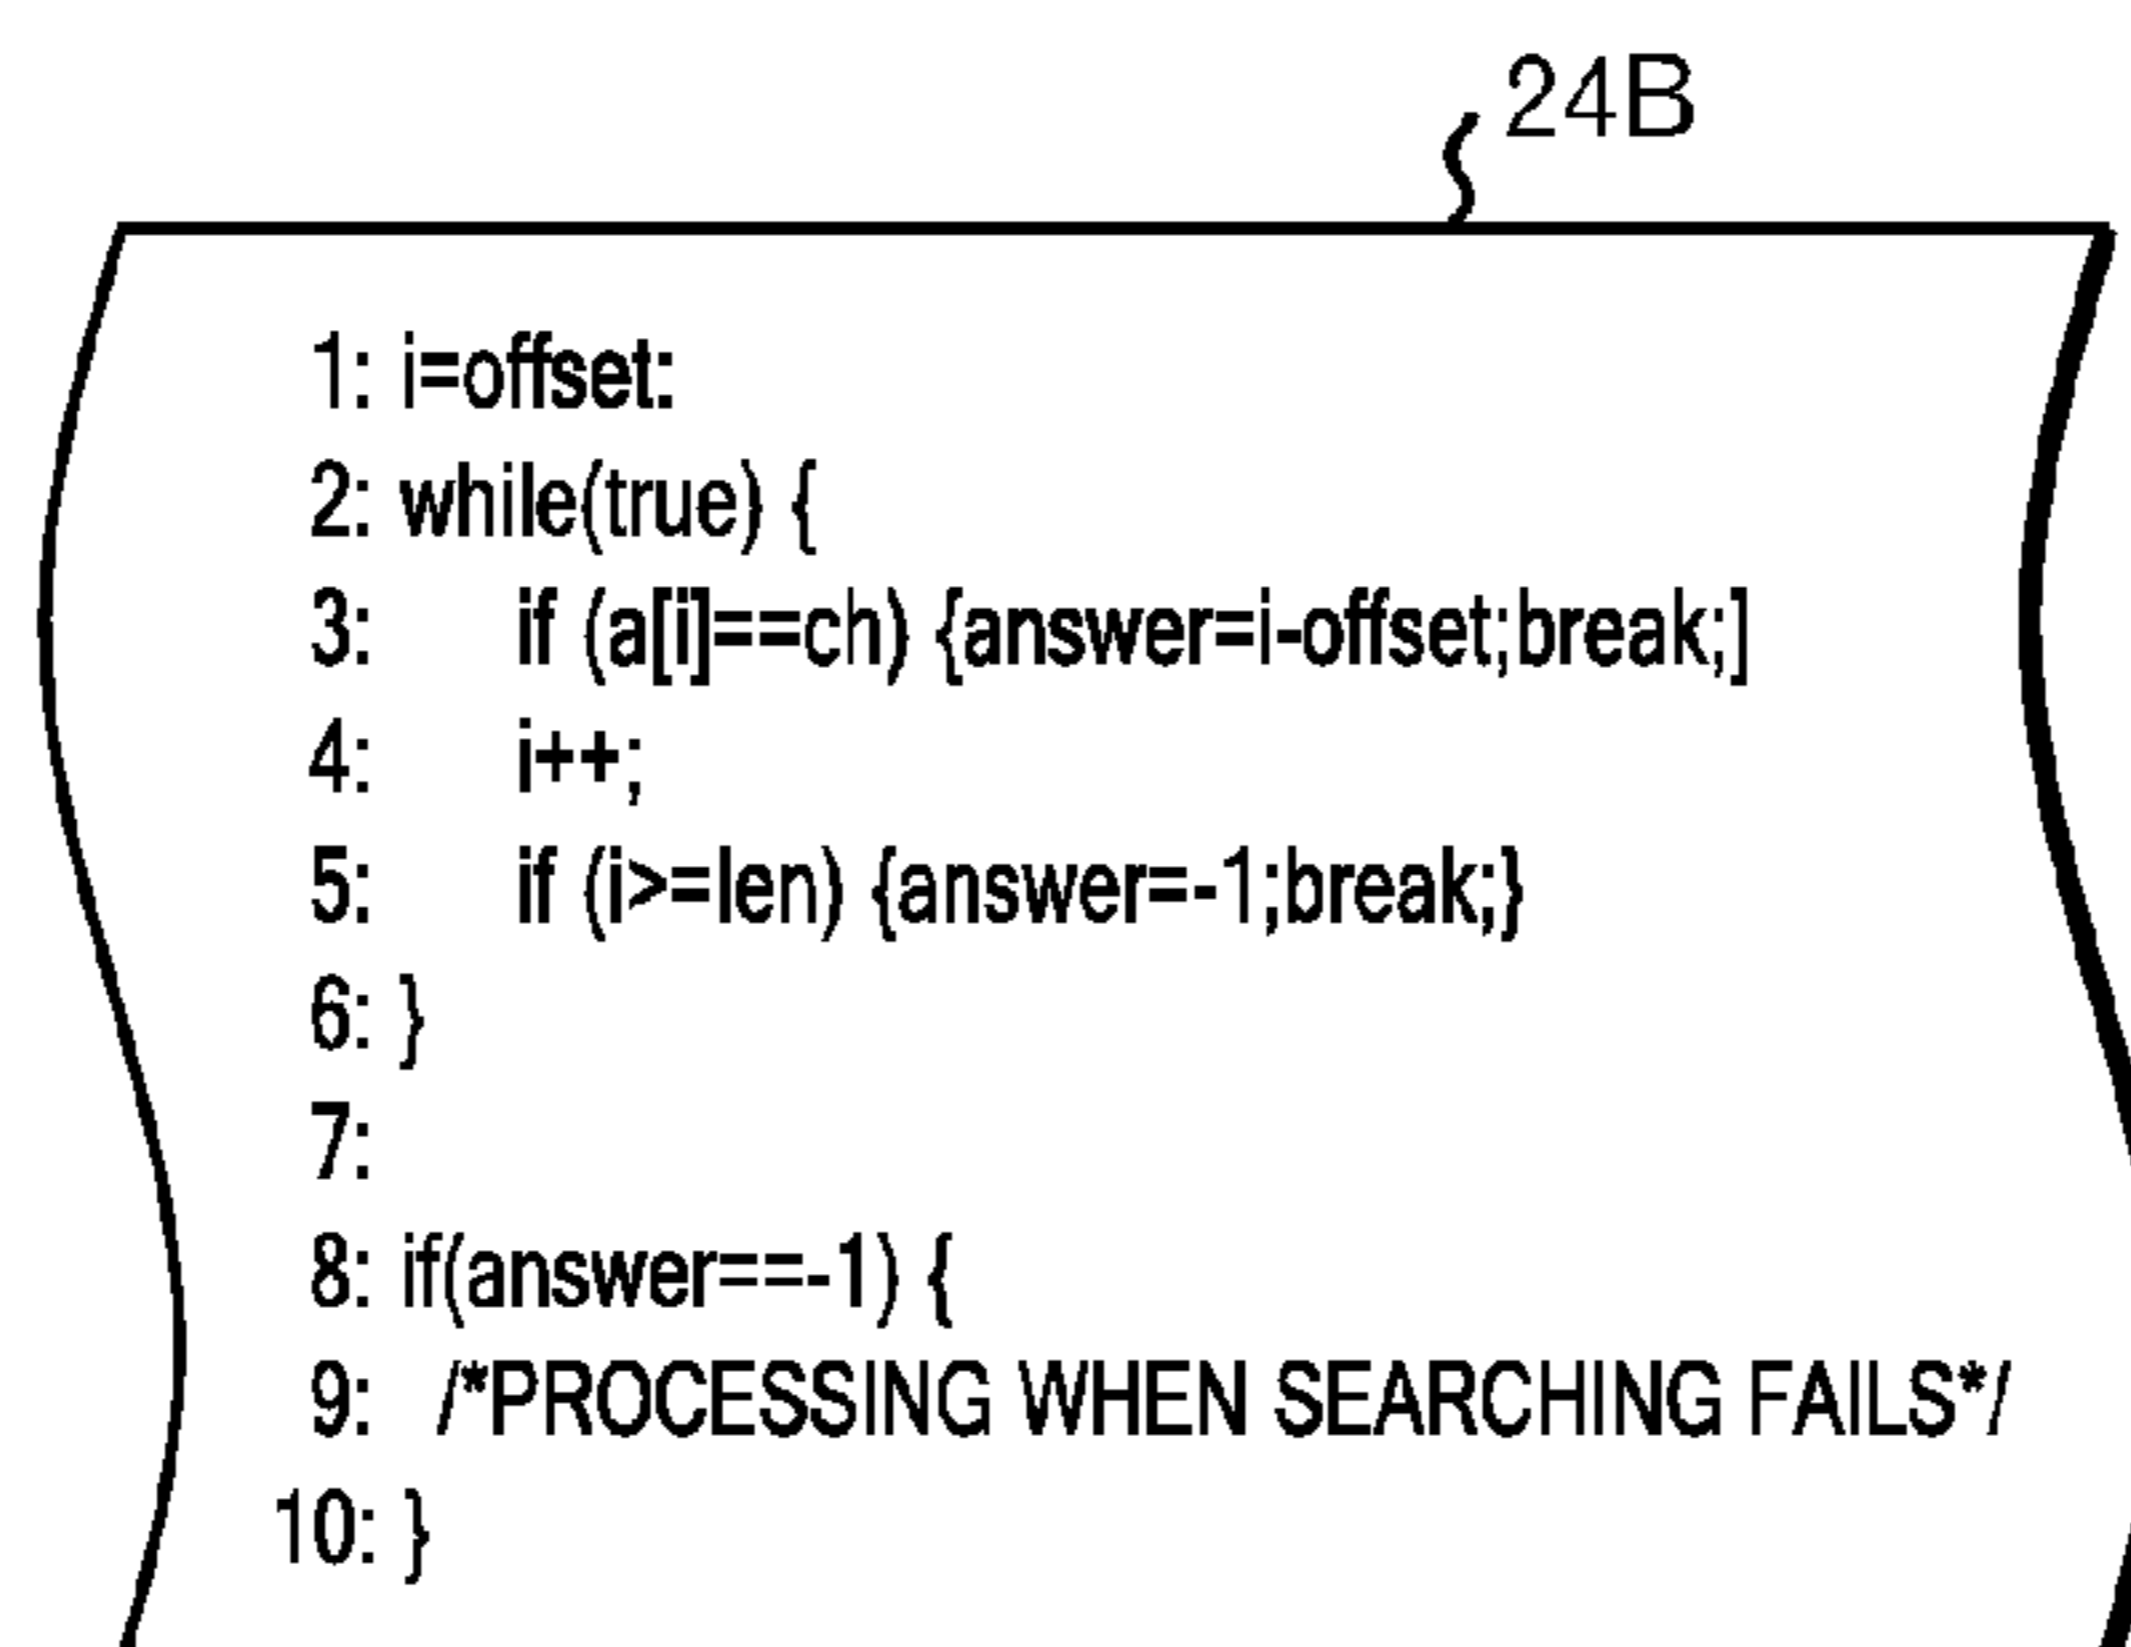 24B
1: i=offset:
2: while(true) {
3: if (a[i]==ch) {answer=i-offset;break;]
4: i++;
5: if (i>=len) {answer=-1;break;}
6: }
7:
8: if(answer==-1) {
9: /*PROCESSING WHEN SEARCHING FAILS*/
10: }